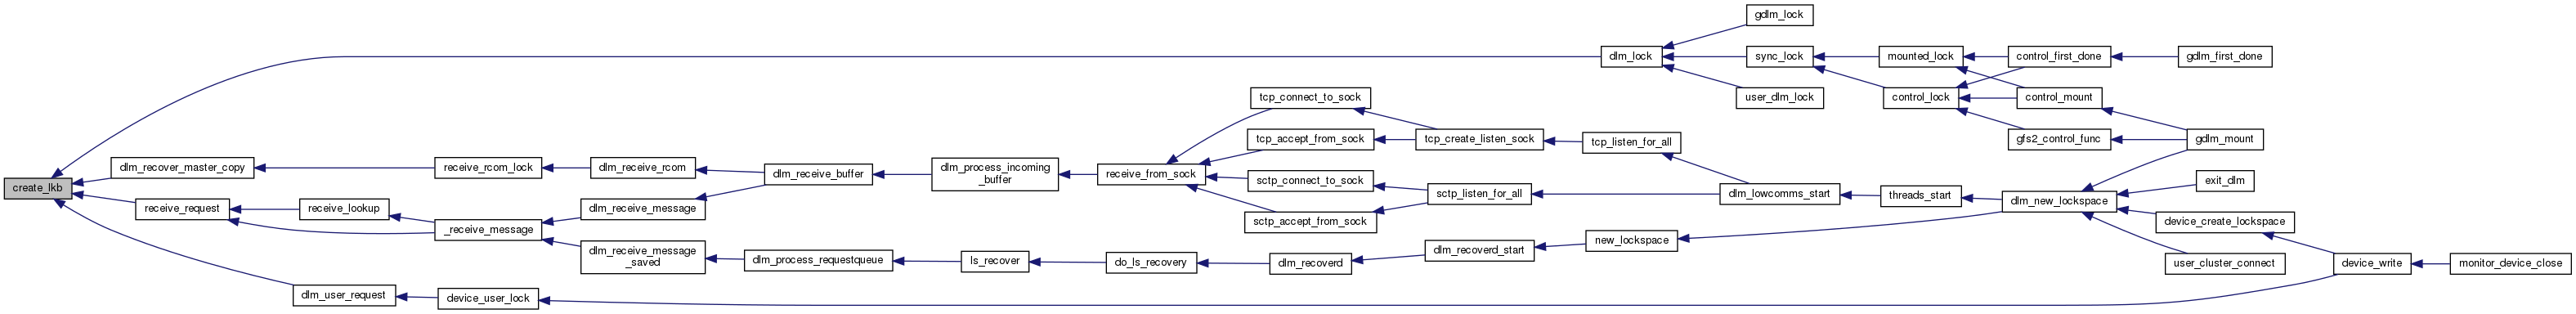 create_lkb
dlm_recover_master_copy
receive_request
dlm_user_request
receive_lookup
receive_rcom_lock
_receive_message
device_user_lock
dlm_receive_rcom
dlm_receive_message
dlm_receive_message
_saved
dlm_receive_buffer
dlm_process_requestqueue
dlm_process_incoming
_buffer
ls_recover
receive_from_sock
do_ls_recovery
tcp_connect_to_sock
tcp_accept_from_sock
sctp_connect_to_sock
sctp_accept_from_sock
dlm_recoverd
tcp_create_listen_sock
sctp_listen_for_all
dlm_recoverd_start
tcp_listen_for_all
new_lockspace
dlm_lock
gdlm_lock
sync_lock
user_dlm_lock
dlm_lowcomms_start
mounted_lock
control_lock
threads_start
control_first_done
control_mount
gfs2_control_func
dlm_new_lockspace
gdlm_first_done
gdlm_mount
exit_dlm
device_create_lockspace
user_cluster_connect
device_write
monitor_device_close